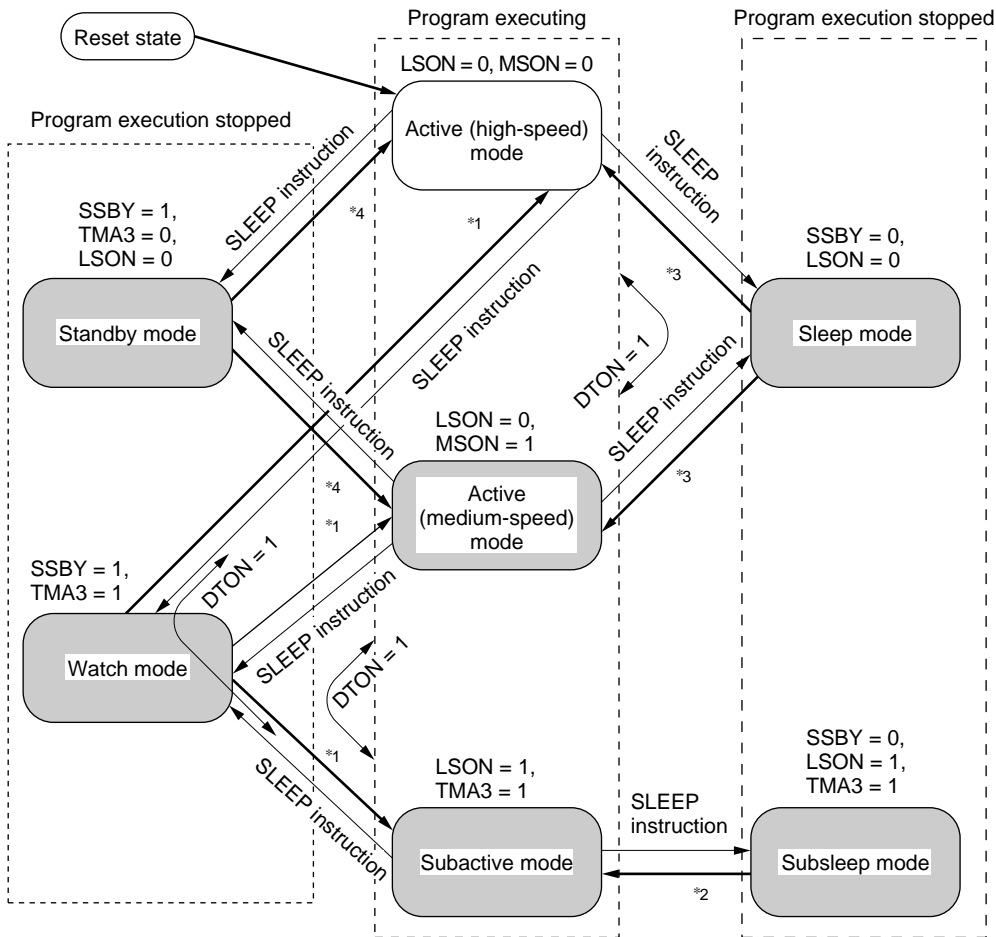 Program executing
Program execution stopped
Reset state
LSON = 0, MSON = 0
Program execution stopped
Active (high-speed)
mode
SLEEP instruction
SLEEP
instruction
SSBY = 1,
TMA3 = 0,
LSON = 0
*4
*1
SSBY = 0,
LSON = 0
*3
Standby mode
SLEEP instruction
SLEEP instruction
DTON = 1
Sleep mode
SLEEP instruction
LSON = 0,
MSON = 1
*3
*4
*1
Active
(medium-speed)
mode
SSBY = 1,
TMA3 = 1
DTON = 1
SLEEP instruction
Watch mode
DTON = 1
*1
SLEEP instruction
LSON = 1,
TMA3 = 1
SSBY = 0,
LSON = 1,
TMA3 = 1
SLEEP
instruction
Subactive mode
Subsleep mode
*2